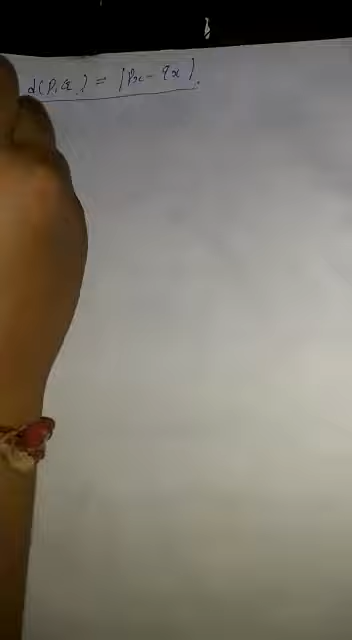 d(P,Q) = |Px - qx|